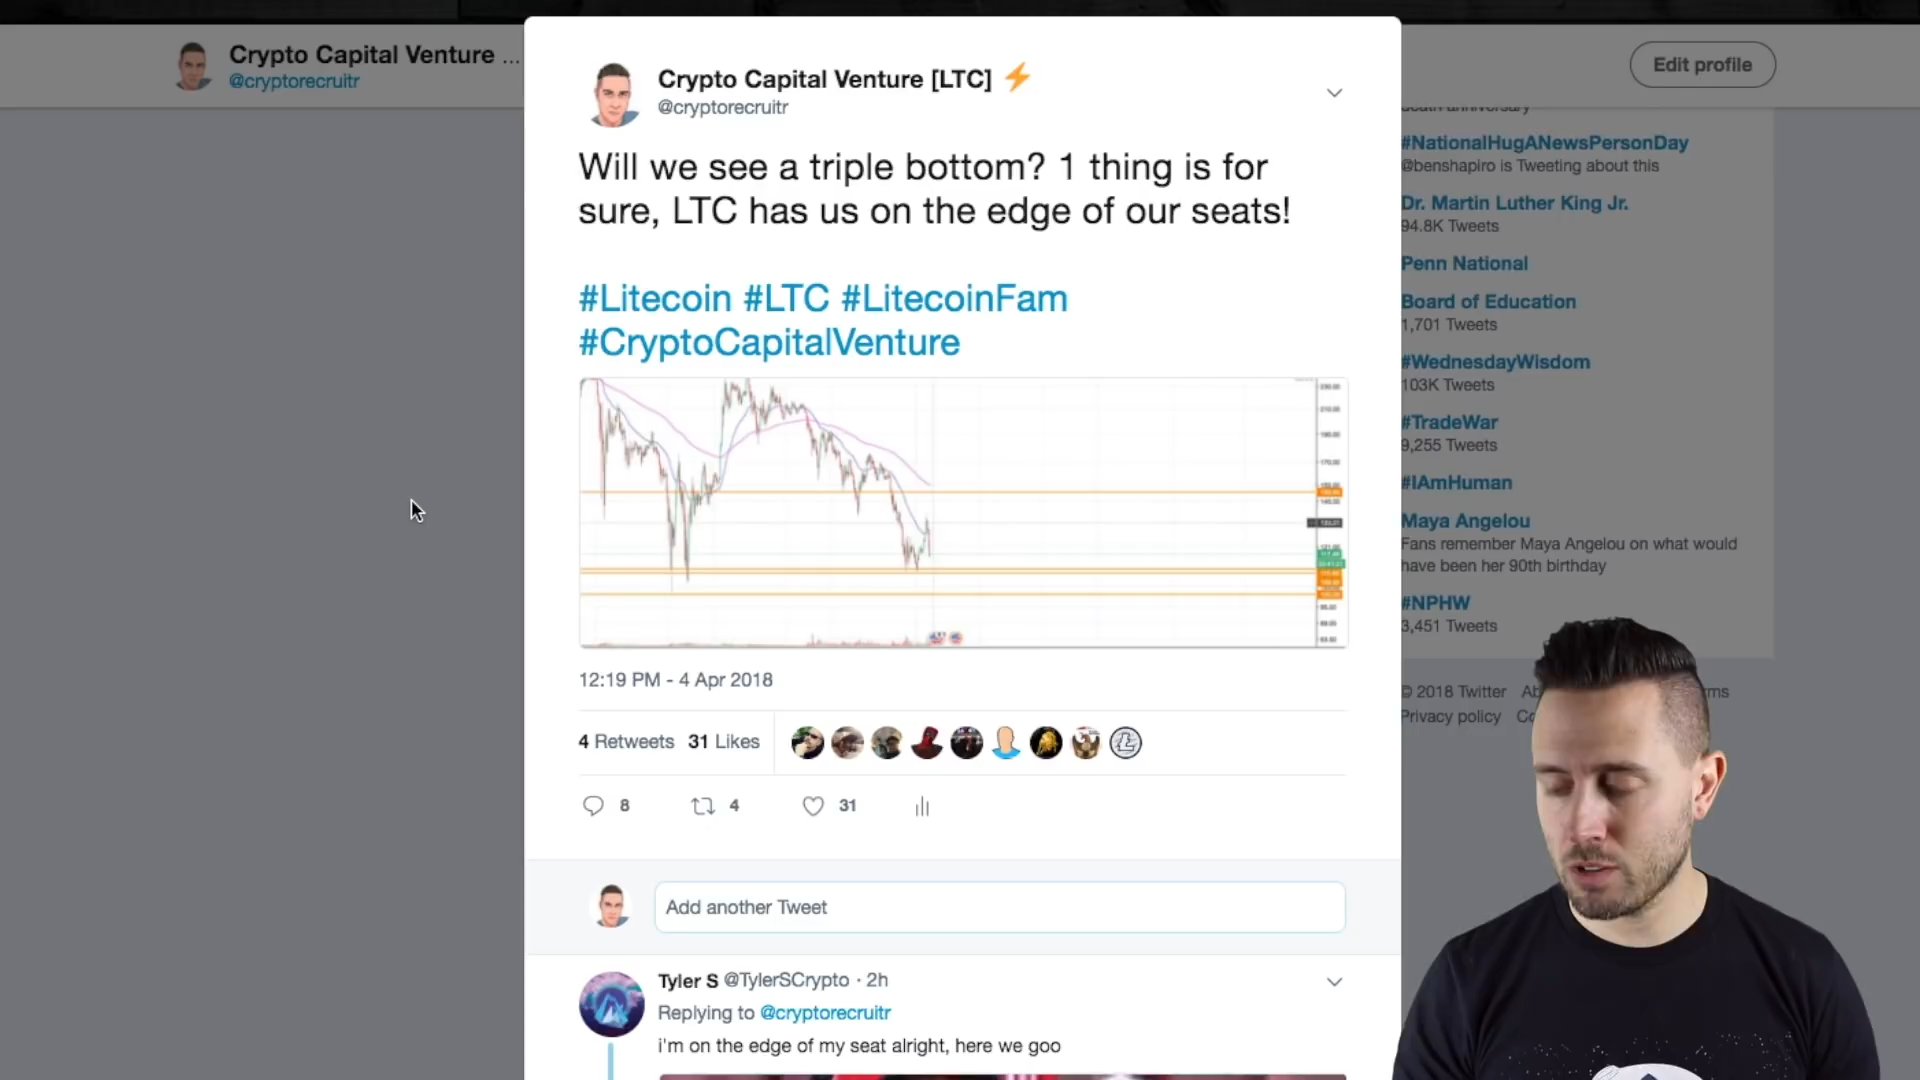 Crypto Capital Venture ...
@cryptorecruitr
Edit profile
Crypto Capital Venture [LTC] ⚡
@cryptorecruitr
Will we see a triple bottom? 1 thing is for
sure, LTC has us on the edge of our seats!
#Litecoin #LTC #LitecoinFam
#CryptoCapitalVenture
12:19 PM - 4 Apr 2018
4 Retweets 31 Likes
8 4 31
Add another Tweet
Tyler S @TylerSCrypto · 2h
Replying to @cryptorecruitr
i'm on the edge of my seat alright, here we goo
death anniversary
#NationalHugANewsPersonDay
@benshapiro is Tweeting about this
Dr. Martin Luther King Jr.
94.8K Tweets
Penn National
Board of Education
1,701 Tweets
#WednesdayWisdom
103K Tweets
#TradeWar
9,255 Tweets
#IAmHuman
Maya Angelou
Fans remember Maya Angelou on what would
have been her 90th birthday
#NPHW
3,451 Tweets
© 2018 Twitter
Privacy policy